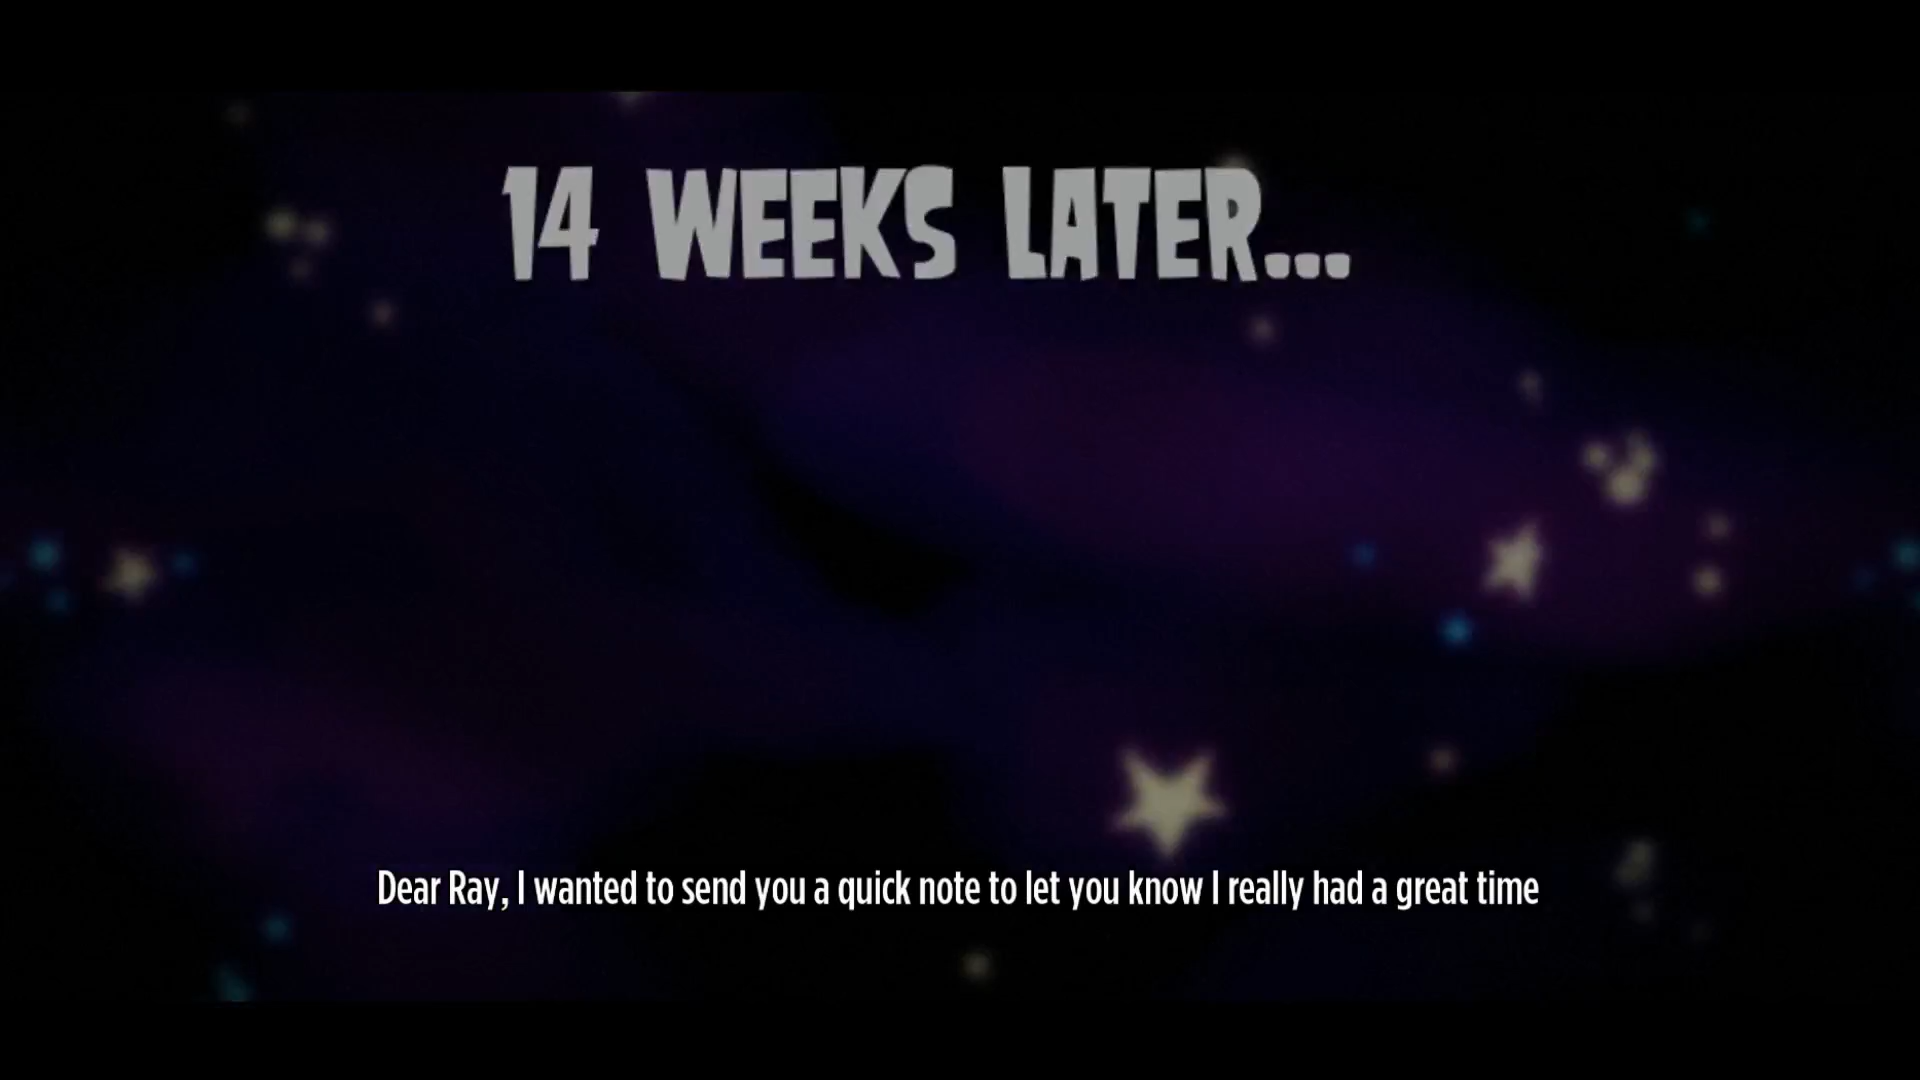 14 WEEKS LATER...
Dear Ray, I wanted to send you a quick note to let you know I really had a great time